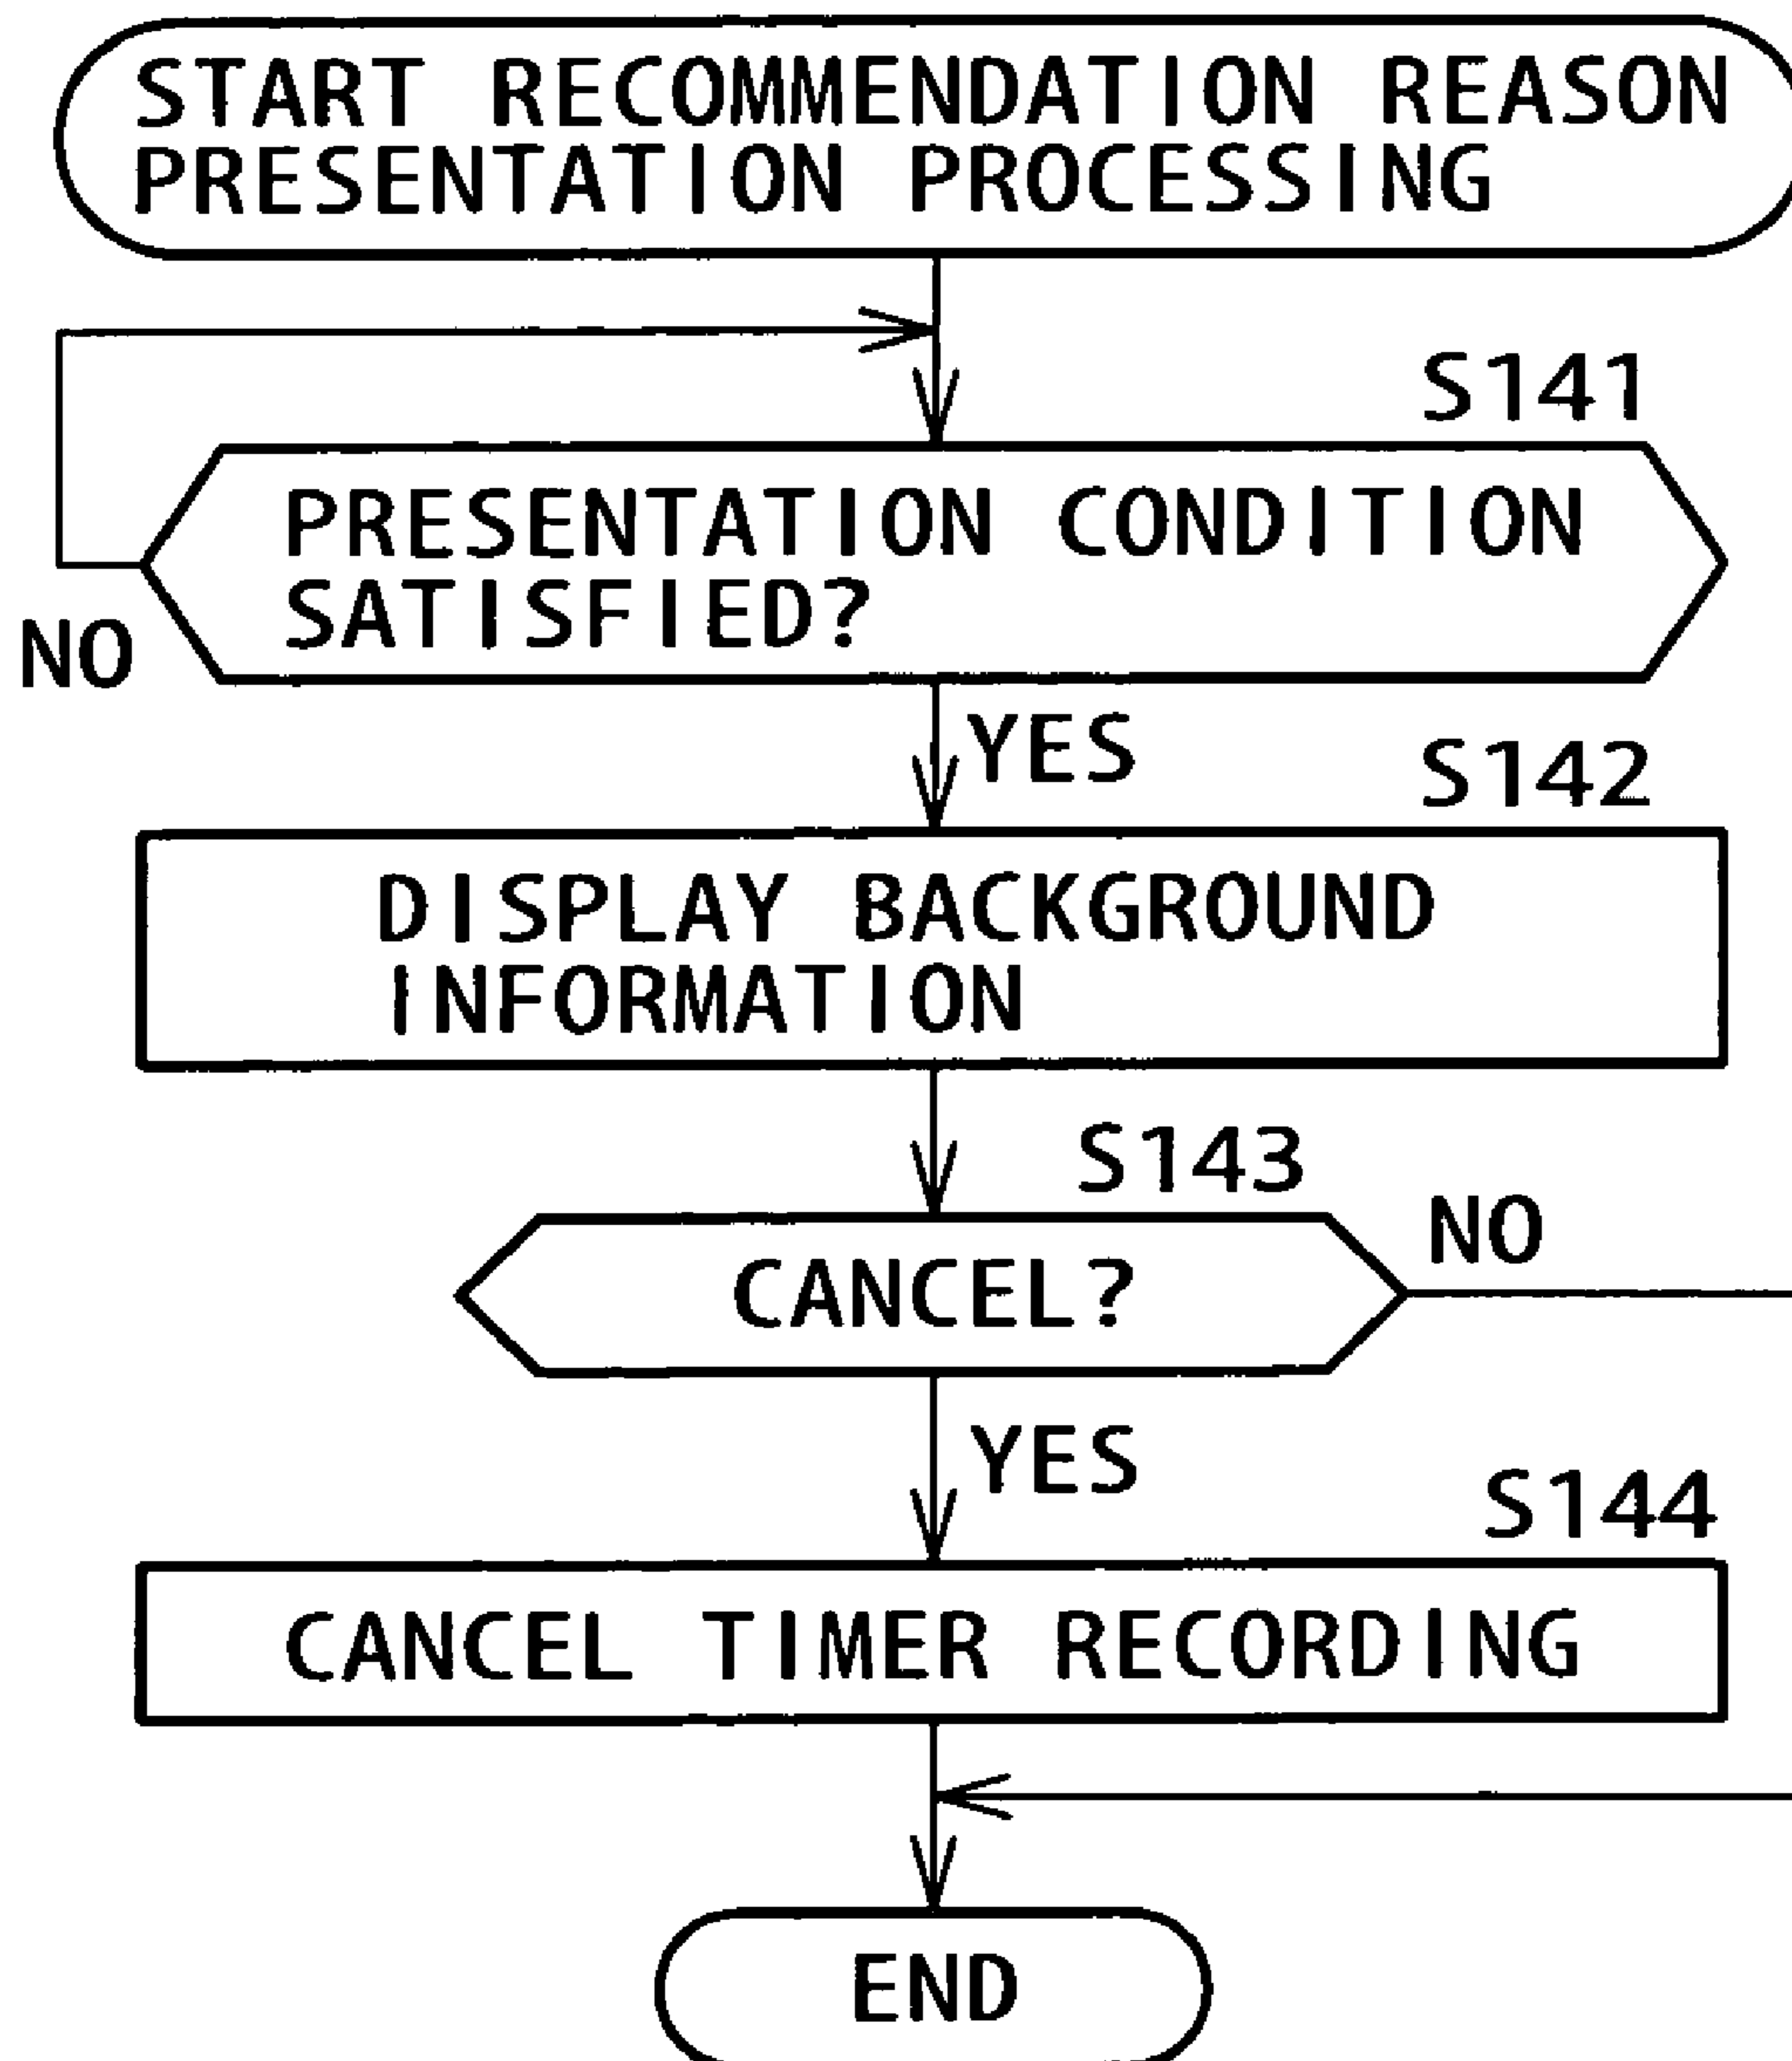 START RECOMMENDATION REASON
PRESENTATION PROCESSING
S141
PRESENTATION CONDITION
SATISFIED?
NO
YES
S142
DISPLAY BACKGROUND
INFORMATION
S143
NO
CANCEL?
YES
S144
CANCEL TIMER RECORDING
END